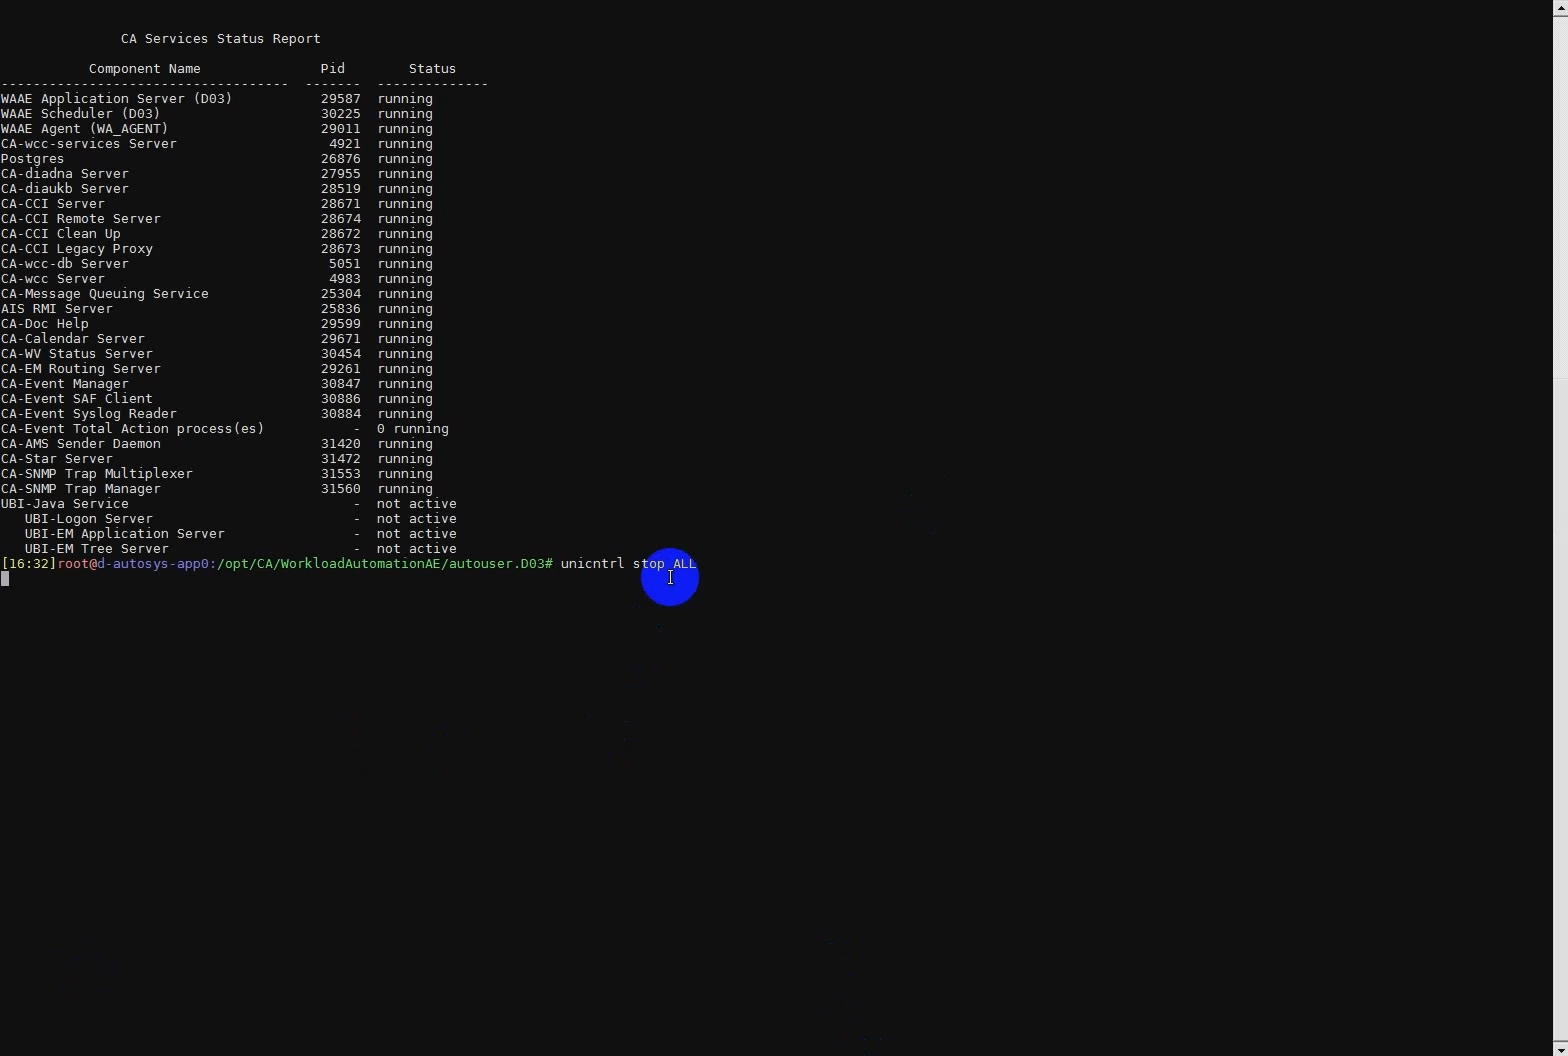 CA Services Status Report
Component Name Pid Status
------------------------------------ ------- --------------
WAAE Application Server (D03) 29587 running
WAAE Scheduler (D03) 30225 running
WAAE Agent (WA_AGENT) 29011 running
CA-wcc-services Server 4921 running
Postgres 26876 running
CA-diadna Server 27955 running
CA-diaukb Server 28519 running
CA-CCI Server 28671 running
CA-CCI Remote Server 28674 running
CA-CCI Clean Up 28672 running
CA-CCI Legacy Proxy 28673 running
CA-wcc-db Server 5051 running
CA-wcc Server 4983 running
CA-Message Queuing Service 25304 running
AIS RMI Server 25836 running
CA-Doc Help 29599 running
CA-Calendar Server 29671 running
CA-WV Status Server 30454 running
CA-EM Routing Server 29261 running
CA-Event Manager 30847 running
CA-Event SAF Client 30886 running
CA-Event Syslog Reader 30884 running
CA-Event Total Action process(es) - 0 running
CA-AMS Sender Daemon 31420 running
CA-Star Server 31472 running
CA-SNMP Trap Multiplexer 31553 running
CA-SNMP Trap Manager 31560 running
UBI-Java Service - not active
UBI-Logon Server - not active
UBI-EM Application Server - not active
UBI-EM Tree Server - not active
[16:32]root@d-autosys-app0:/opt/CA/WorkloadAutomationAE/autouser.D03# unicntrl stop ALL